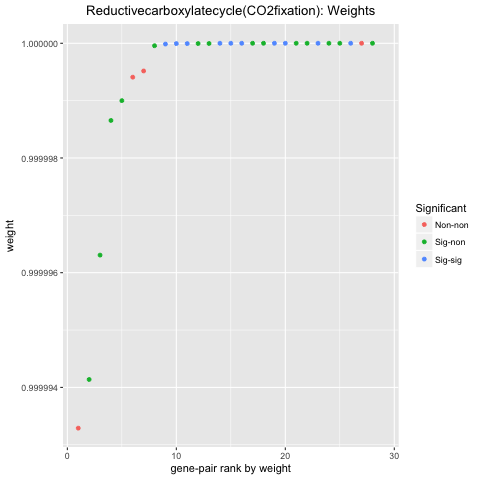 Reductivecarboxylatecycle(CO2fixation): Weights
1.000000
0.999998
0.999996
0.999994
weight
0
10
20
30
gene-pair rank by weight
Significant
Non-non
Sig-non
Sig-sig